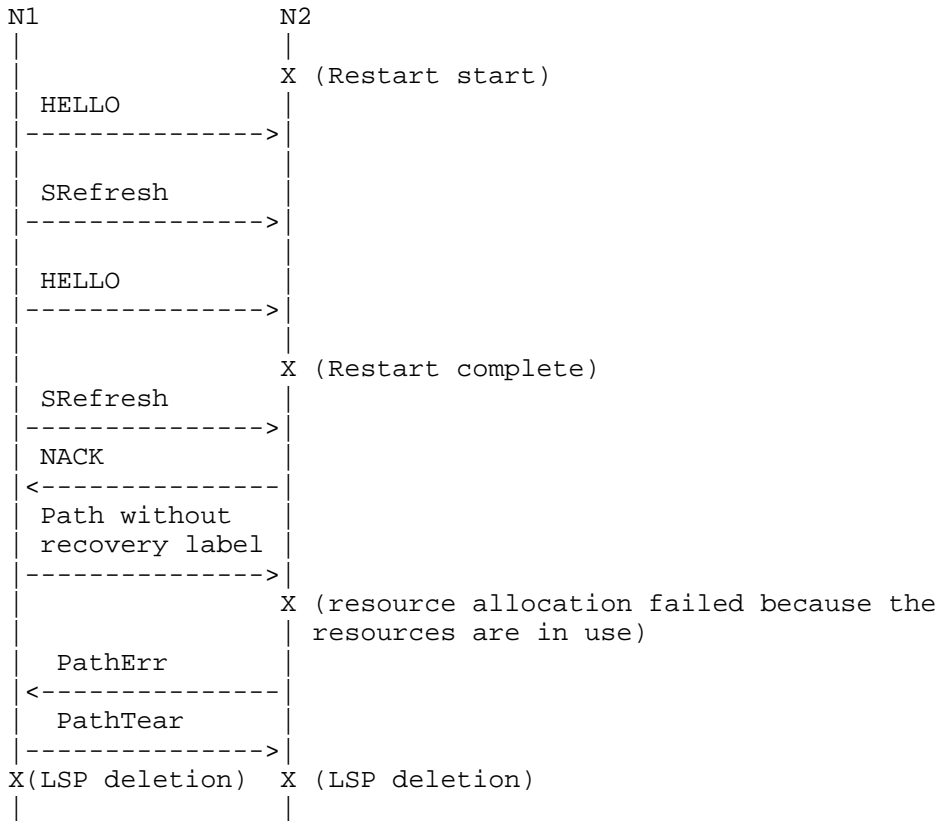 N1 N2
X (Restart start)
HELLO
SRefresh
HELLO
X (Restart complete)
SRefresh
NACK
Path without
recovery label
X (resource allocation failed because the
resources are in use)
PathErr
PathTear
X(LSP deletion) X (LSP deletion)